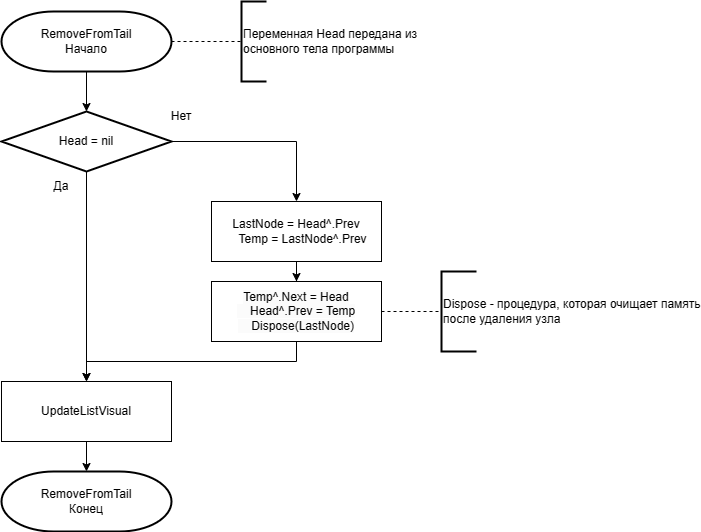 RemoveFromTail
Начало
Переменная Head передана из
основного тела программы
Head = nil
Нет
Да
LastNode = Head^.Prev
Temp = LastNode^.Prev
Temp^.Next = Head
Head^.Prev = Temp
Dispose(LastNode)
Dispose - процедура, которая очищает память
после удаления узла
UpdateListVisual
RemoveFromTail
Конец